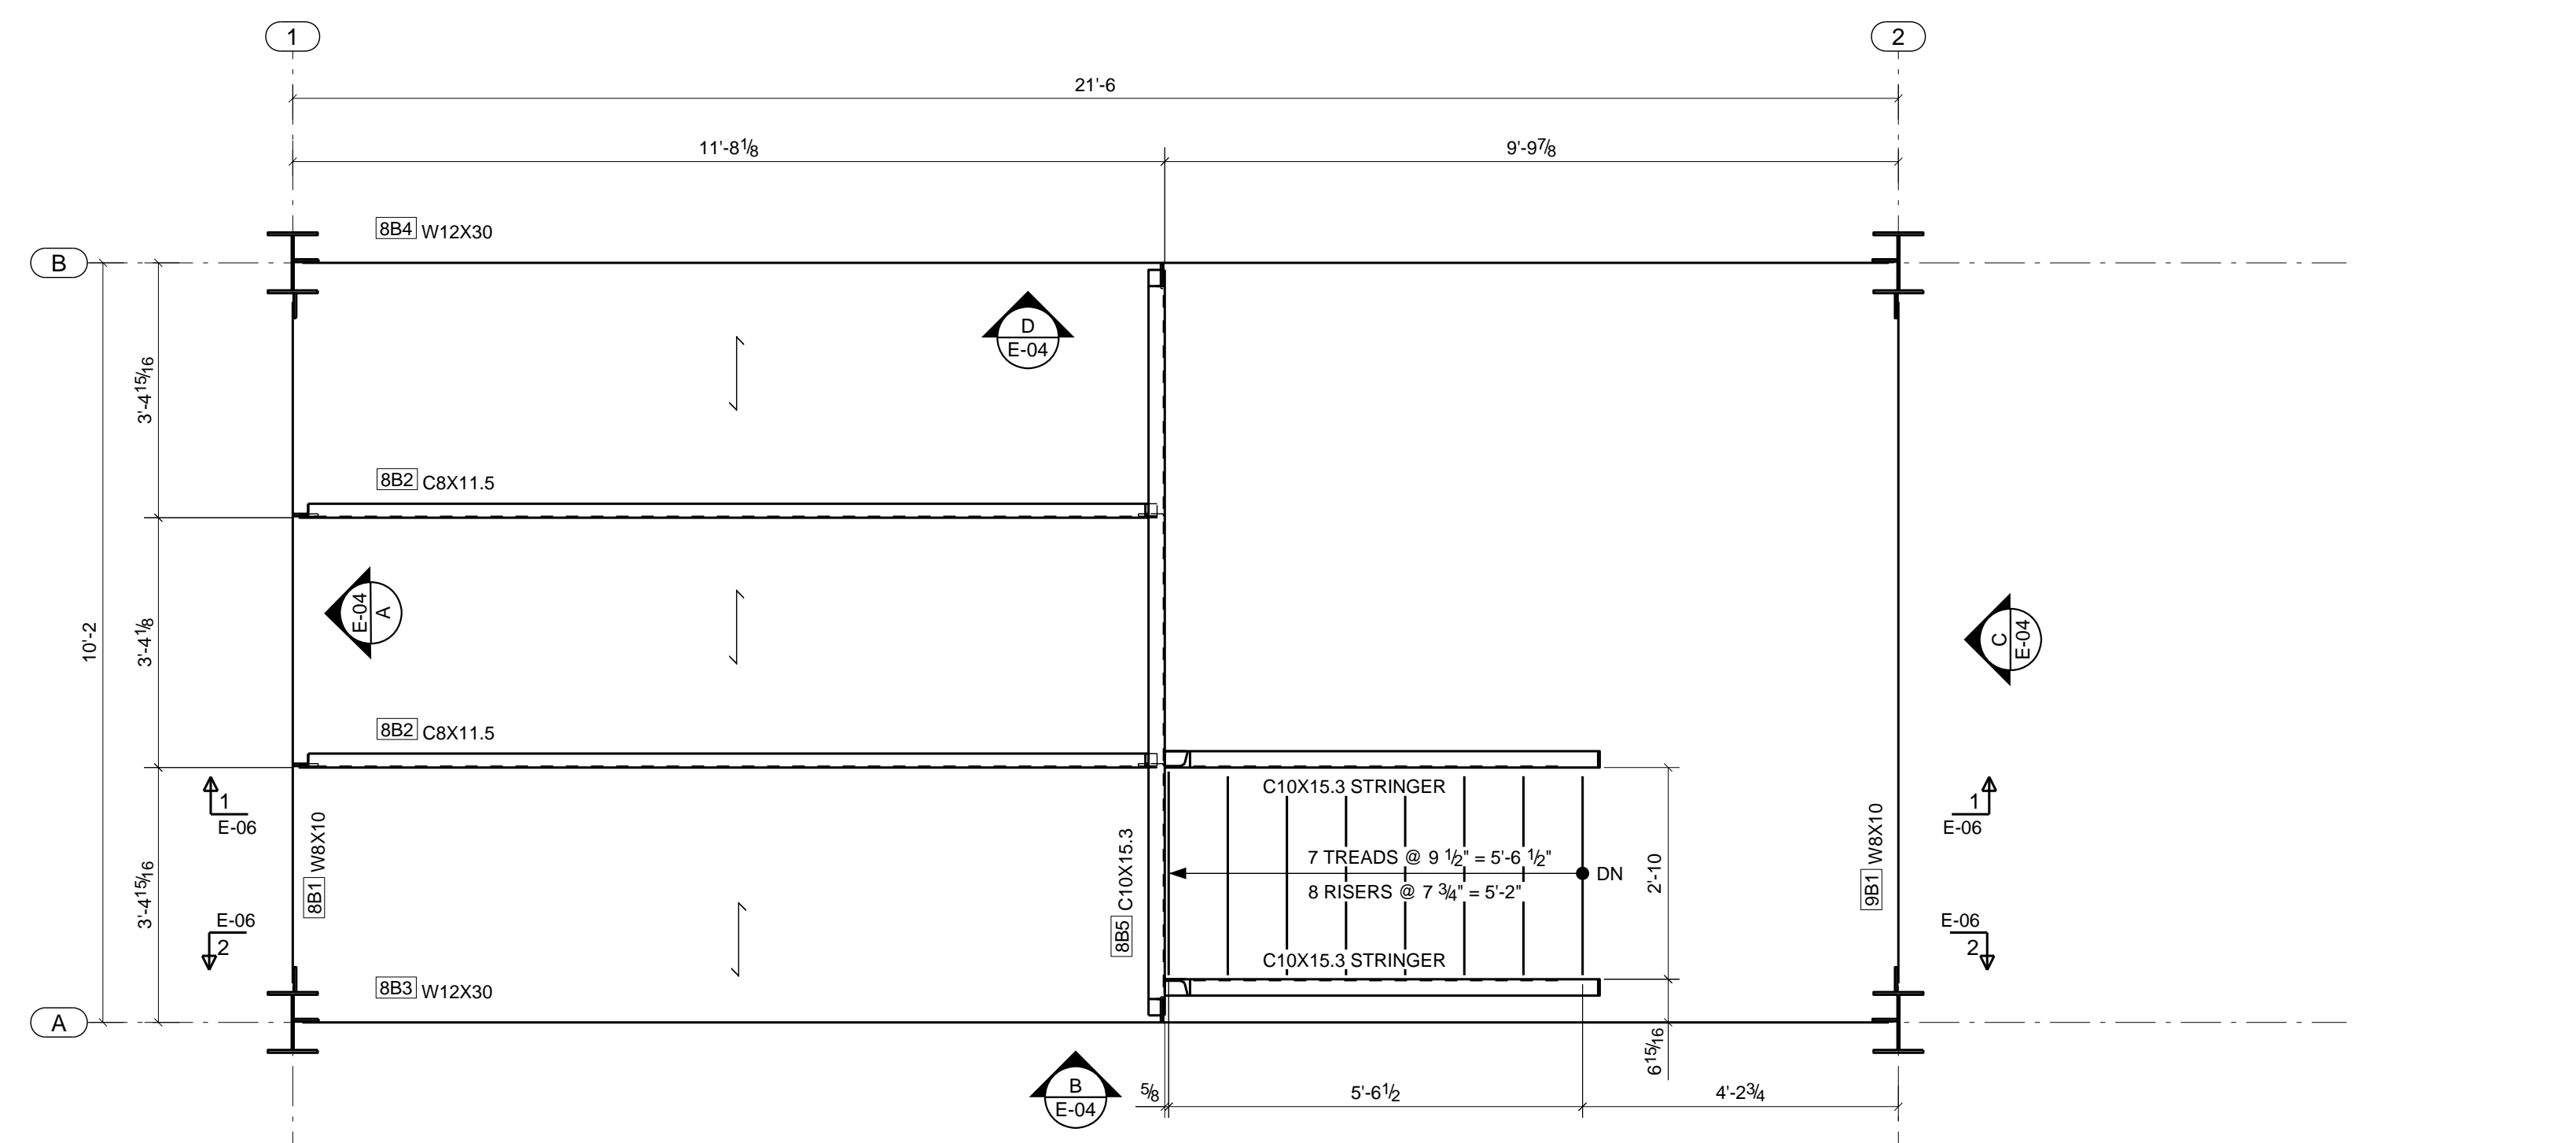 1
2
21'-6
11'-8 1/8
9'-9 7/8
8B4 W12X30
B
D
E-04
3'-4 15/16
8B2 C8X11.5
10'-2
3'-4 1/8
E-04
A
C
E-04
8B2 C8X11.5
C10X15.3 STRINGER
1
E-06
1
E-06
8B1 W8X10
8B5 C10X15.3
9B1 W8X10
7 TREADS @ 9 1/2" = 5'-6 1/2"
DN
8 RISERS @ 7 3/4" = 5'-2"
2'-10
3'-4 15/16
E-06
2
E-06
2
C10X15.3 STRINGER
8B3 W12X30
A
6 15/16
B
E-04
5/8
5'-6 1/2
4'-2 3/4